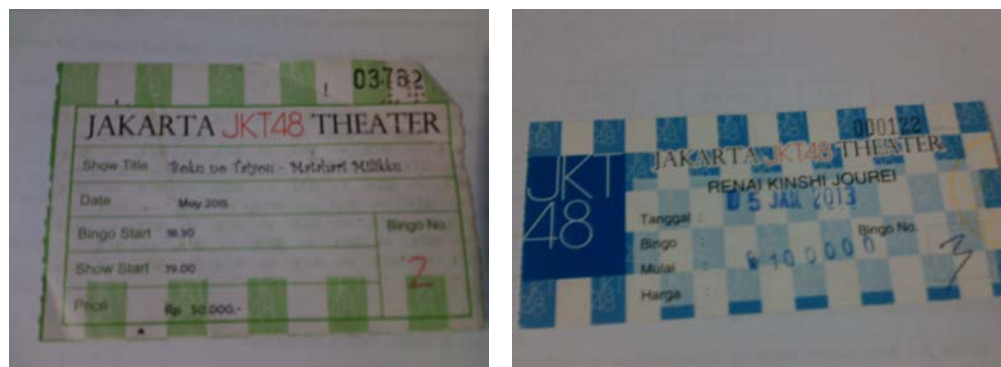 03782
JAKARTA JKT48 THEATER
Show Title Boku no Taiyou - Matahari Milikku
Date May 2015
Bingo Start 18.30
Bingo No.
2
Show Start 19.00
Price Rp 50.000,-
000122
JKT
48
JAKARTA JKT48 THEATER
RENAI KINSHI JOUREI
Tanggal : 05 JAN 2013
Bingo
Bingo No.
3
Mulai
Harga :
100000